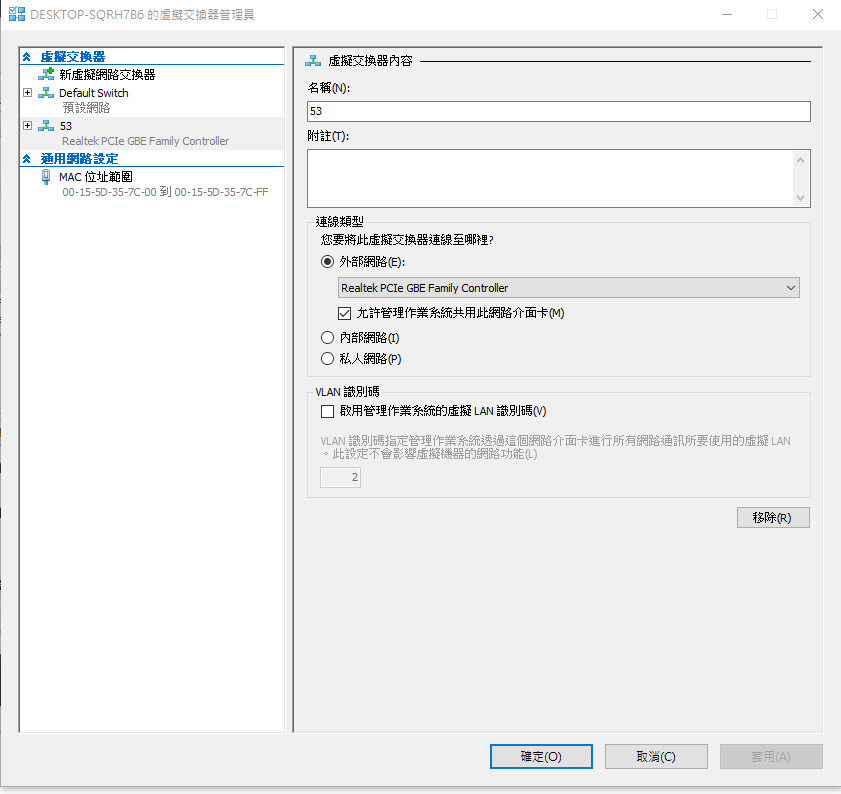 DESKTOP-SQRH7B6 的虛擬交換器管理員
虛擬交換器
新虛擬網路交換器
Default Switch
預設網路
53
Realtek PCIe GBE Family Controller
通用網路設定
MAC 位址範圍
00-15-5D-35-7C-00 到 00-15-5D-35-7C-FF
虛擬交換器內容
名稱(N):
53
附註(T):
連線類型
您要將此虛擬交換器連線至哪裡?
外部網路(E):
Realtek PCIe GBE Family Controller
允許管理作業系統共用此網路介面卡(M)
內部網路(I)
私人網路(P)
VLAN 識別碼
啟用管理作業系統的虛擬 LAN 識別碼(V)
VLAN 識別碼指定管理作業系統透過這個網路介面卡進行所有網路通訊所要使用的虛擬 LAN
。此設定不會影響虛擬機器的網路功能(L)
2
移除(R)
確定(O)
取消(C)
套用(A)